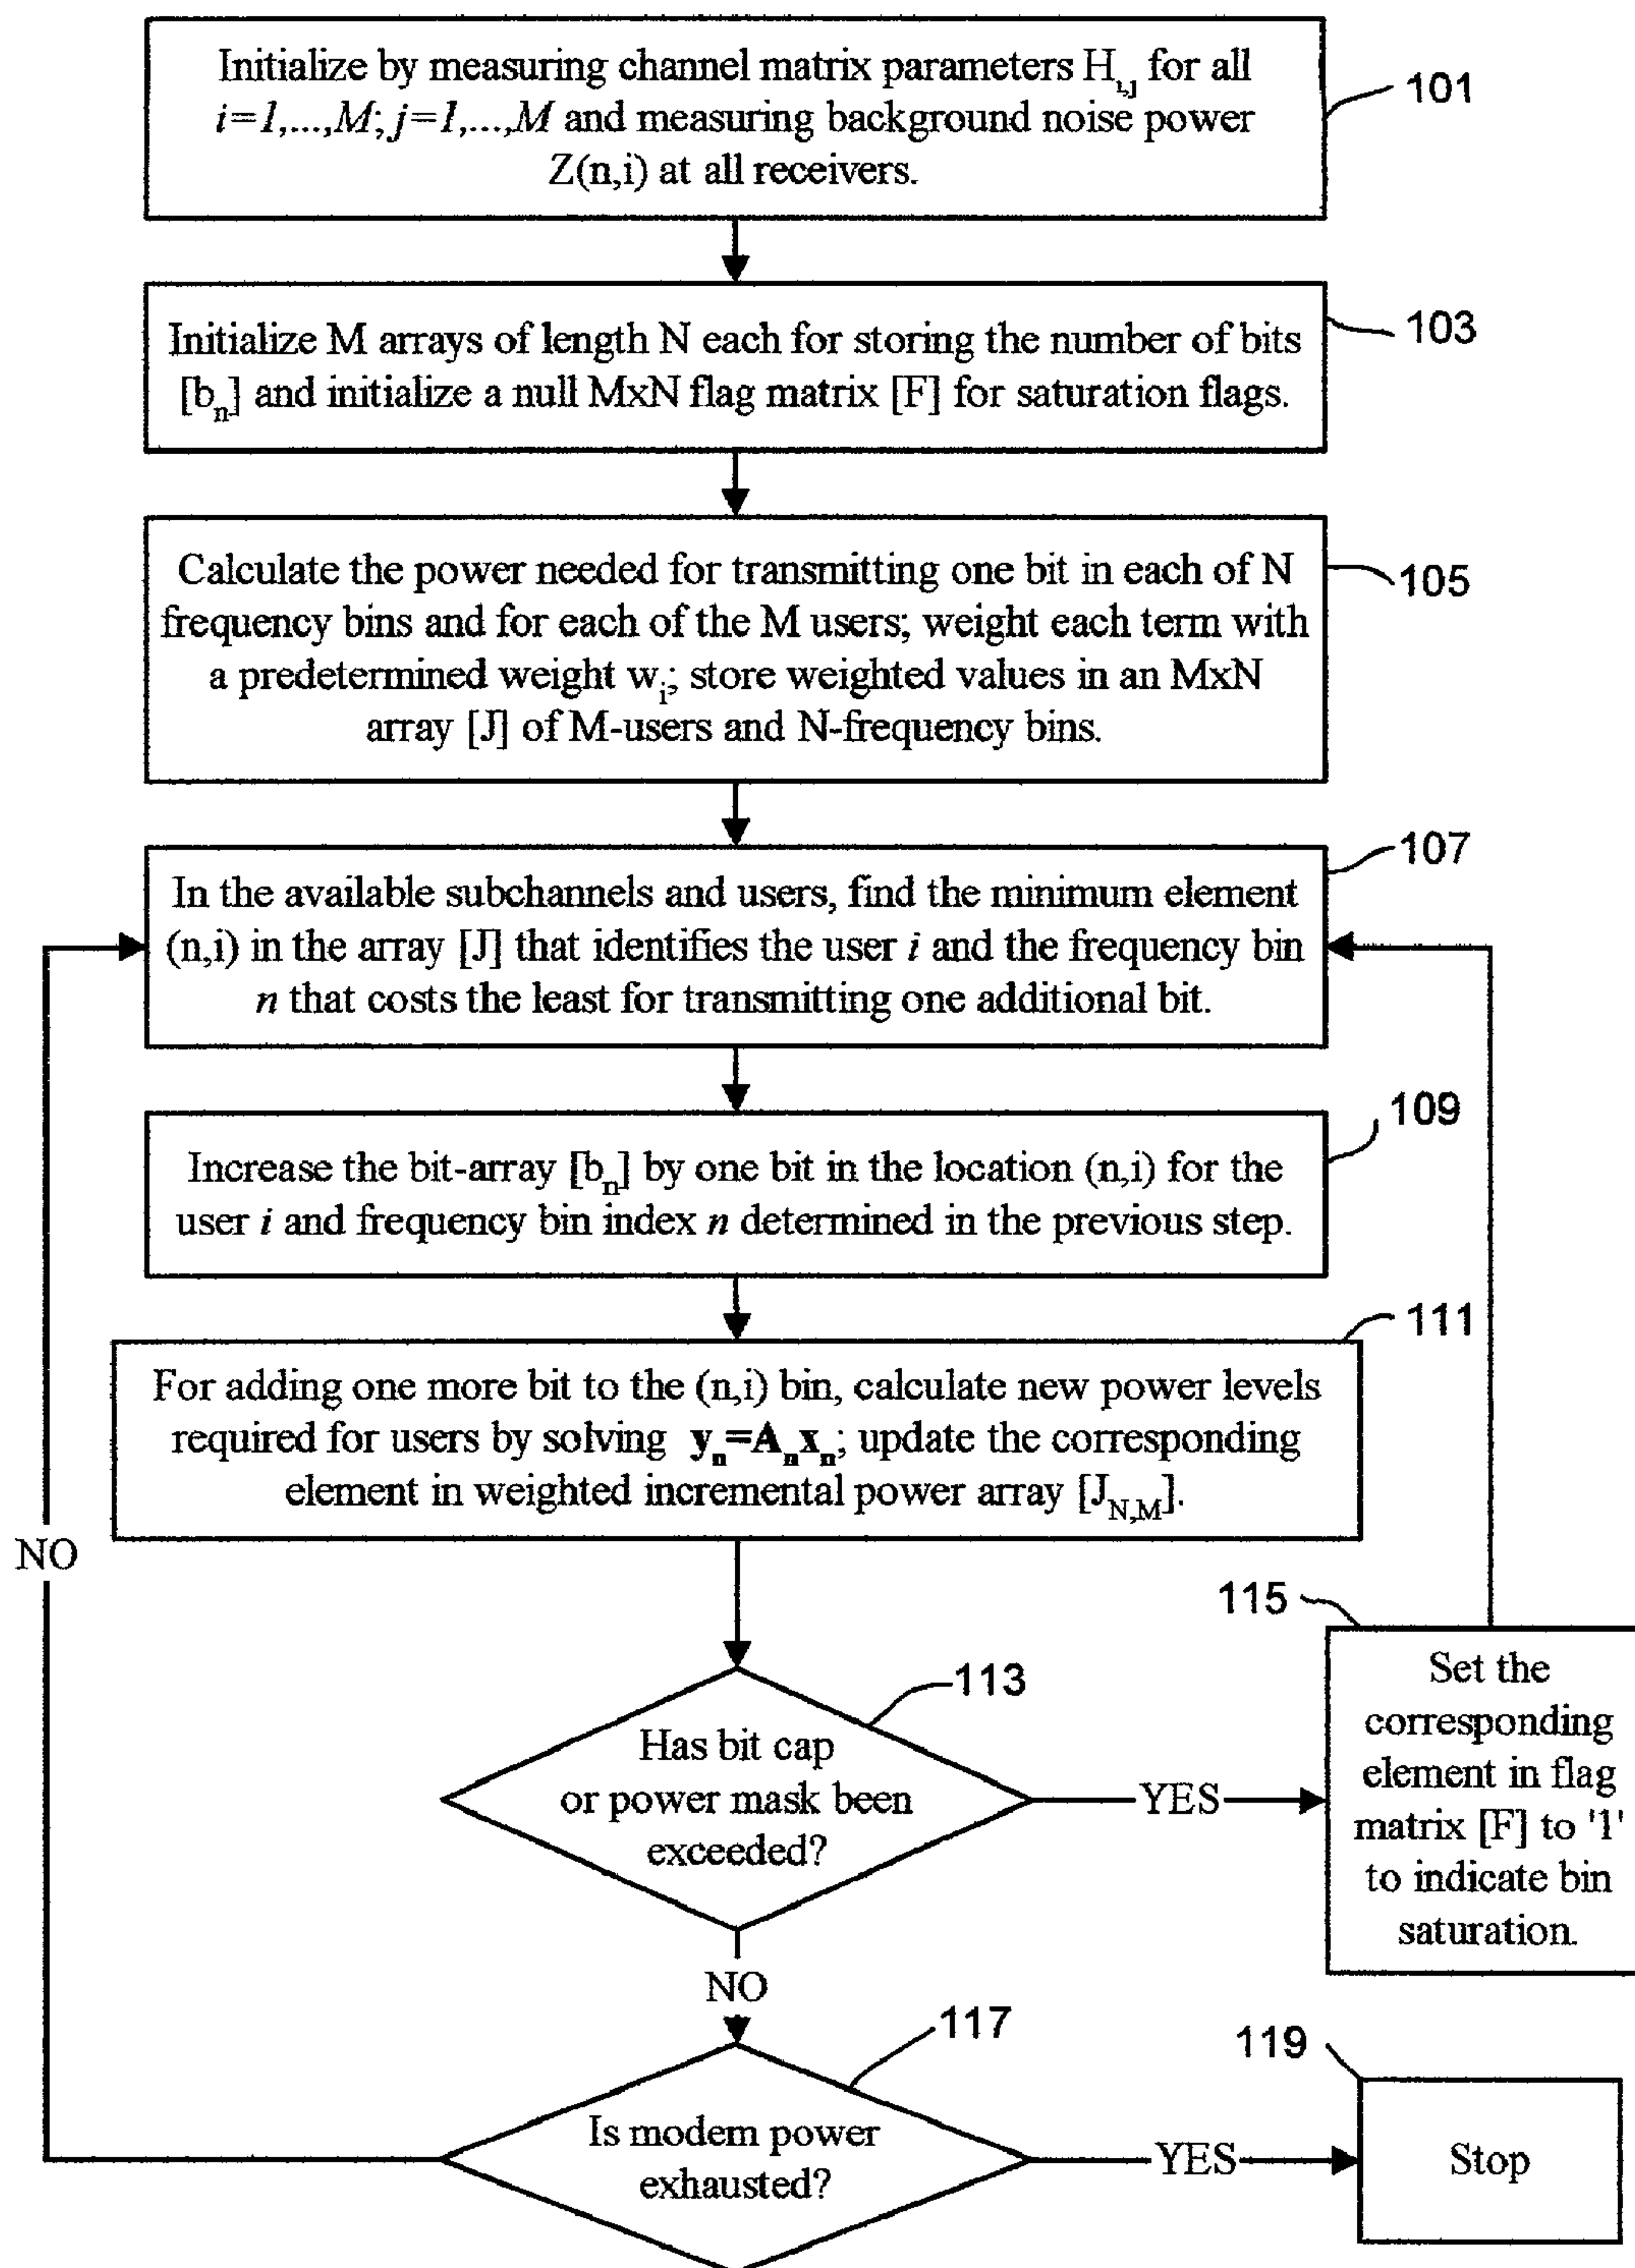 Initialize by measuring channel matrix parameters H_{i,j} for all
i=1,...,M; j=1,...,M and measuring background noise power
Z(n,i) at all receivers.
101
Initialize M arrays of length N each for storing the number of bits
[b_n] and initialize a null MxN flag matrix [F] for saturation flags.
103
Calculate the power needed for transmitting one bit in each of N
frequency bins and for each of the M users; weight each term with
a predetermined weight w_i; store weighted values in an MxN
array [J] of M-users and N-frequency bins.
105
In the available subchannels and users, find the minimum element
(n,i) in the array [J] that identifies the user i and the frequency bin
n that costs the least for transmitting one additional bit.
107
Increase the bit-array [b_n] by one bit in the location (n,i) for the
user i and frequency bin index n determined in the previous step.
109
For adding one more bit to the (n,i) bin, calculate new power levels
required for users by solving y_n=A_nx_n; update the corresponding
element in weighted incremental power array [J_{N,M}].
111
NO
Has bit cap
or power mask been
exceeded?
113
YES
115
Set the
corresponding
element in flag
matrix [F] to '1'
to indicate bin
saturation.
NO
Is modem power
exhausted?
117
YES
119
Stop